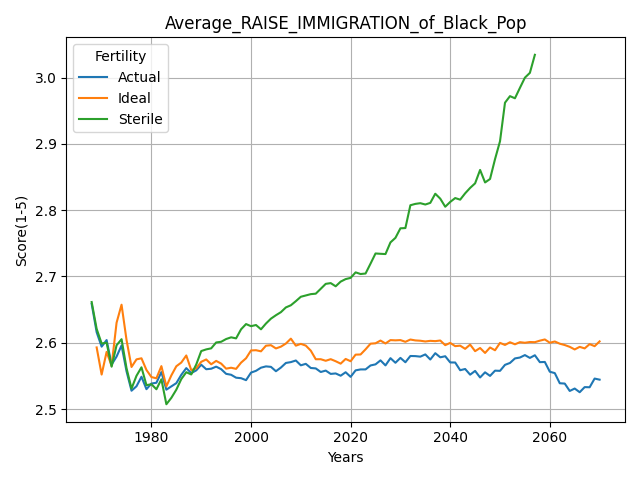 Average_RAISE_IMMIGRATION_of_Black_Pop
Fertility
Actual
Ideal
Sterile
Score(1-5)
3.0
2.9
2.8
2.7
2.6
2.5
1980 2000 2020 2040 2060
Years